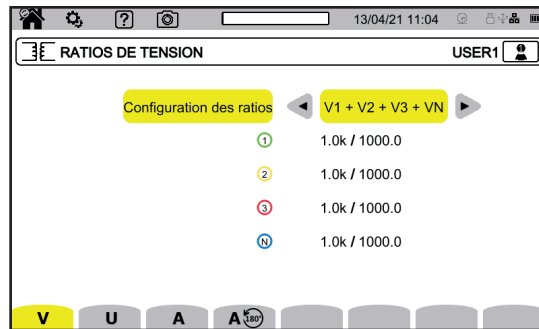 13/04/21 11:04
RATIOS DE TENSION
USER1
Configuration des ratios
V1 + V2 + V3 + VN
1 1.0k / 1000.0
2 1.0k / 1000.0
3 1.0k / 1000.0
N 1.0k / 1000.0
V U A A 180°